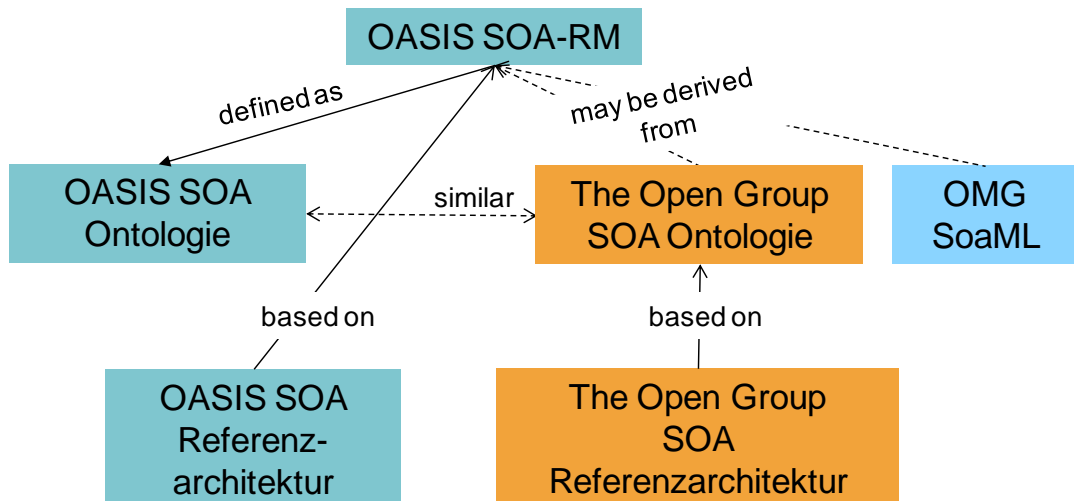 OASIS SOA-RM
defined as
may be derived
from
OASIS SOA
Ontologie
similar
The Open Group
SOA Ontologie
OMG
SoaML
based on
based on
OASIS SOA
Referenz-
architektur
The Open Group
SOA
Referenzarchitektur